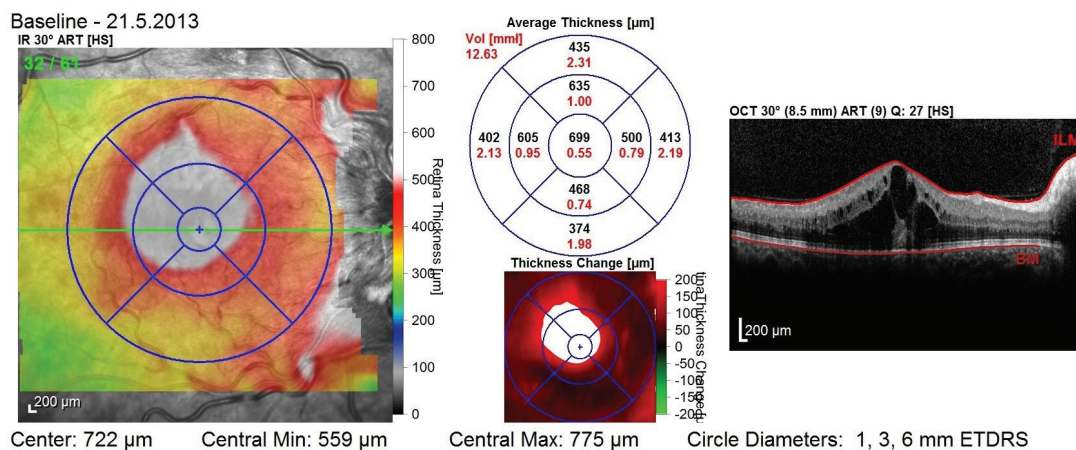 Baseline - 21.5.2013
IR 30° ART [HS]
32 / 61
800
700
600
500
400
300
200
100
0
Retina Thickness [µm]
200 µm
Average Thickness [µm]
Vol [mmł]
12.63
435
2.31
635
1.00
402 605 699 500 413
2.13 0.95 0.55 0.79 2.19
468
0.74
374
1.98
Thickness Change [µm]
200
150
100
50
0
-50
-100
-150
-200
tinaThickness Changed
OCT 30° (8.5 mm) ART (9) Q: 27 [HS]
ILM
BM
200 µm
Center: 722 µm Central Min: 559 µm Central Max: 775 µm Circle Diameters: 1, 3, 6 mm ETDRS